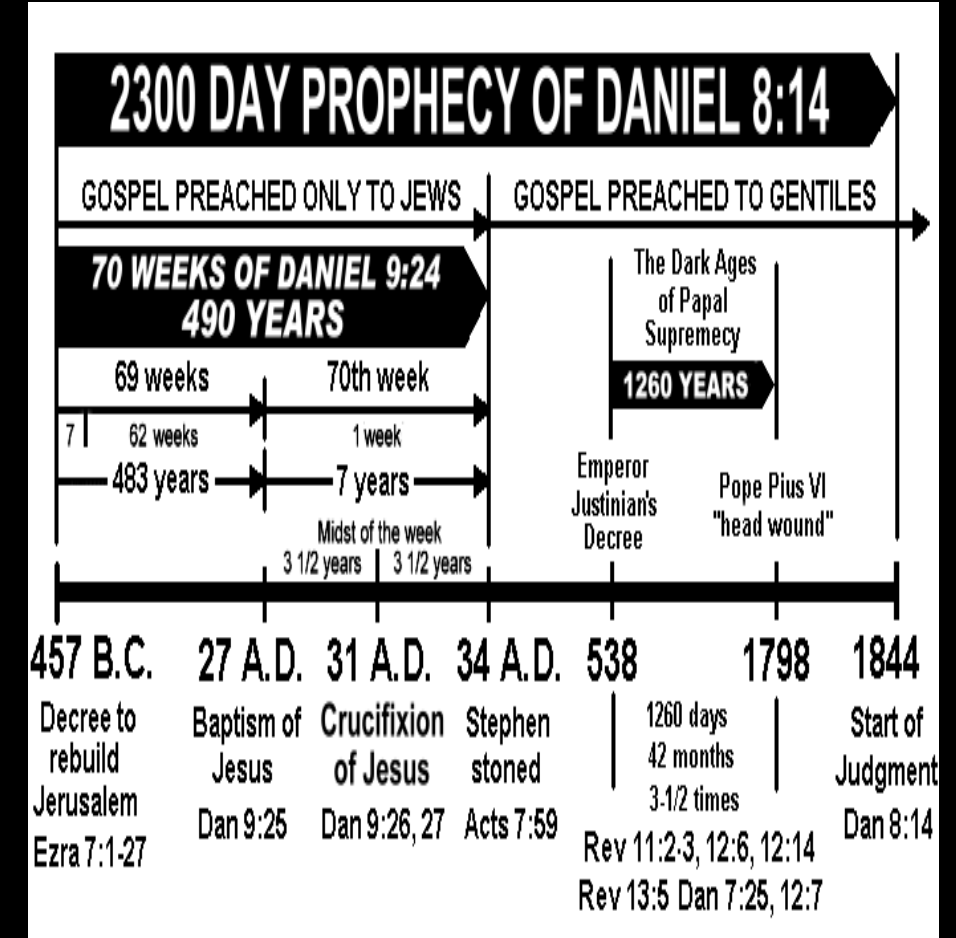 2300 DAY PROPHECY OF DANIEL 8:14
GOSPEL PREACHED ONLY TO JEWS
GOSPEL PREACHED TO GENTILES
70 WEEKS OF DANIEL 9:24
490 YEARS
The Dark Ages
of Papal
Supremecy
1260 YEARS
69 weeks
70th week
7
62 weeks
1 week
483 years
7 years
Emperor
Justinian's
Decree
Pope Pius VI
"head wound"
Midst of the week
3 1/2 years
3 1/2 years
457 B.C.
27 A.D.
31 A.D.
34 A.D.
538
1798
1844
Decree to
rebuild
Jerusalem
Ezra 7:1-27
Baptism of
Jesus
Dan 9:25
Crucifixion
of Jesus
Dan 9:26, 27
Stephen
stoned
Acts 7:59
1260 days
42 months
3-1/2 times
Rev 11:2-3, 12:6, 12:14
Rev 13:5 Dan 7:25, 12:7
Start of
Judgment
Dan 8:14